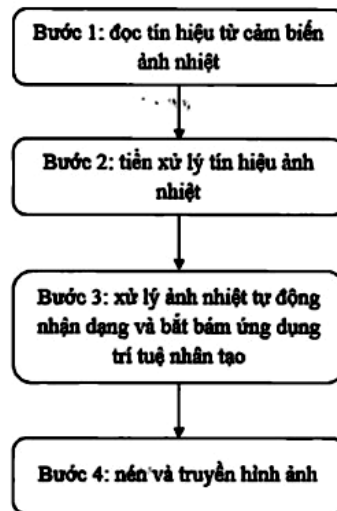 Bước 1: đọc tín hiệu từ cảm biến
ảnh nhiệt
Bước 2: tiền xử lý tín hiệu ảnh
nhiệt
Bước 3: xử lý ảnh nhiệt tự động
nhận dạng và bắt bám ứng dụng
trí tuệ nhân tạo
Bước 4: nén và truyền hình ảnh